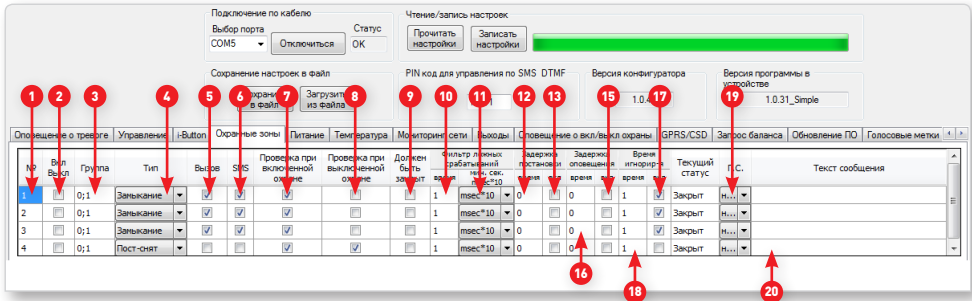 Подключение по кабелю
Чтение/запись настроек
Выбор порта
Статус
COM5
Отключиться
OK
Прочитать настройки
Записать настройки
Сохранение настроек в Файл
PIN код для управления по SMS DTMF
Версия конфигуратора
Версия программы в устройстве
в Файл
Загрузить из Файла
1.0.31_Simple
1 2 3 4 5 6 7 8 9 10 11 12 13 15 17 19
Оповещение о тревоге Управление i-Button Охранные зоны Питание Температура Мониторинг сети Выходы Оповещение о вкл/выкл охраны GPRS/CSD Запрос баланса Обновление ПО Голосовые метки
№ Вкл Выкл Группа Тип Вызов SMS Проверка при включенной охране Проверка при выключенной охране Должен быть закрыт Фильтр ложных срабатываний время мин. сек. msec*10 Задержка постановки время Задержка оповещения время Время игнорир-я время Текущий статус П.С. Текст сообщения
1 0;1 Замыкание 1 msec*10 0 0 1 Закрыт н...
2 0;1 Замыкание 1 msec*10 0 0 1 Закрыт н...
3 0;1 Замыкание 1 msec*10 0 0 1 Закрыт н...
4 0;1 Пост-снят 1 msec*10 0 0 1 Закрыт н...
16 18 20